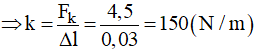 ⇒k = F_k/Δl = 4,5/0,03 = 150(N / m)